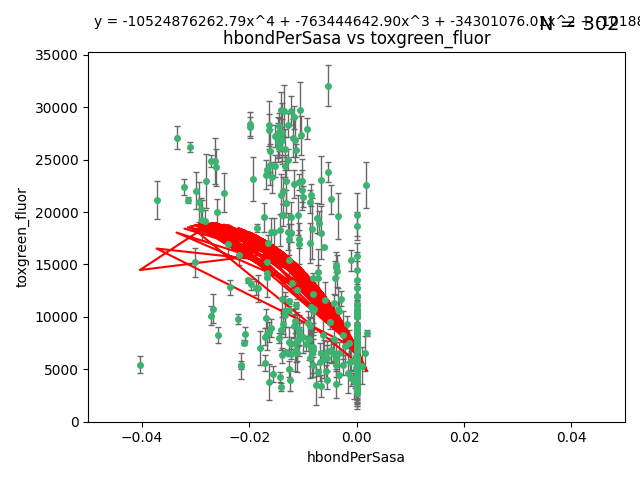 y = -10524876262.79x^4 + -763444642.90x^3 + -34301076.01x^2 + -10188
N = 302
hbondPerSasa vs toxgreen_fluor
35000
30000
25000
20000
15000
10000
5000
0
toxgreen_fluor
−0.04
−0.02
0.00
0.02
0.04
hbondPerSasa